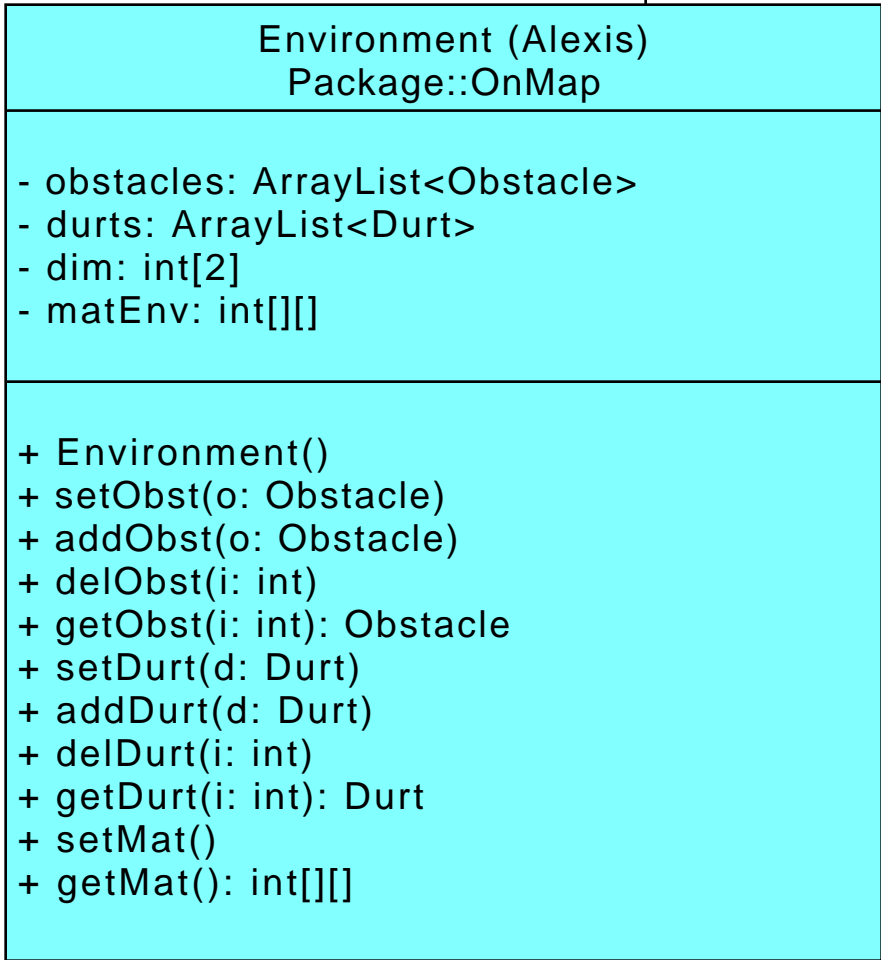 Environment (Alexis)
Package::OnMap
- obstacles: ArrayList<Obstacle>
- durts: ArrayList<Durt>
- dim: int[2]
- matEnv: int[][]
+ Environment()
+ setObst(o: Obstacle)
+ addObst(o: Obstacle)
+ delObst(i: int)
+ getObst(i: int): Obstacle
+ setDurt(d: Durt)
+ addDurt(d: Durt)
+ delDurt(i: int)
+ getDurt(i: int): Durt
+ setMat()
+ getMat(): int[][]